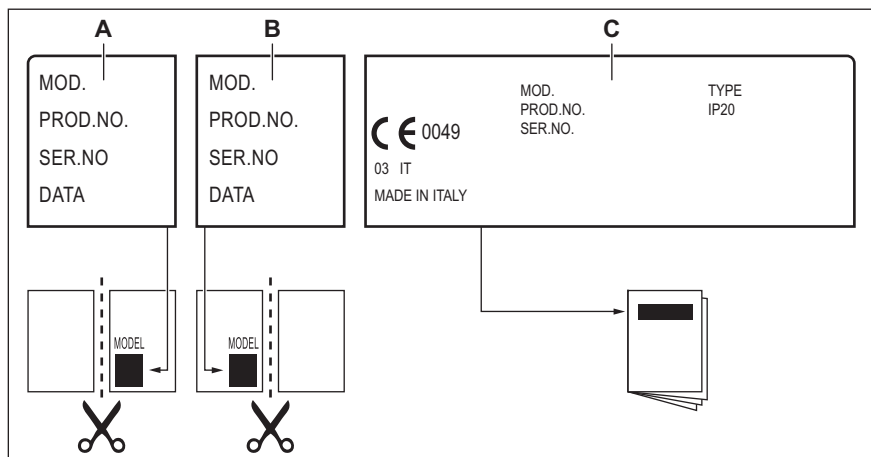 A
B
C
MOD.
PROD.NO.
SER.NO
DATA
MOD.
PROD.NO.
SER.NO
DATA
MOD.
PROD.NO.
SER.NO.
TYPE
IP20
CE 0049
03 IT
MADE IN ITALY
MODEL
MODEL